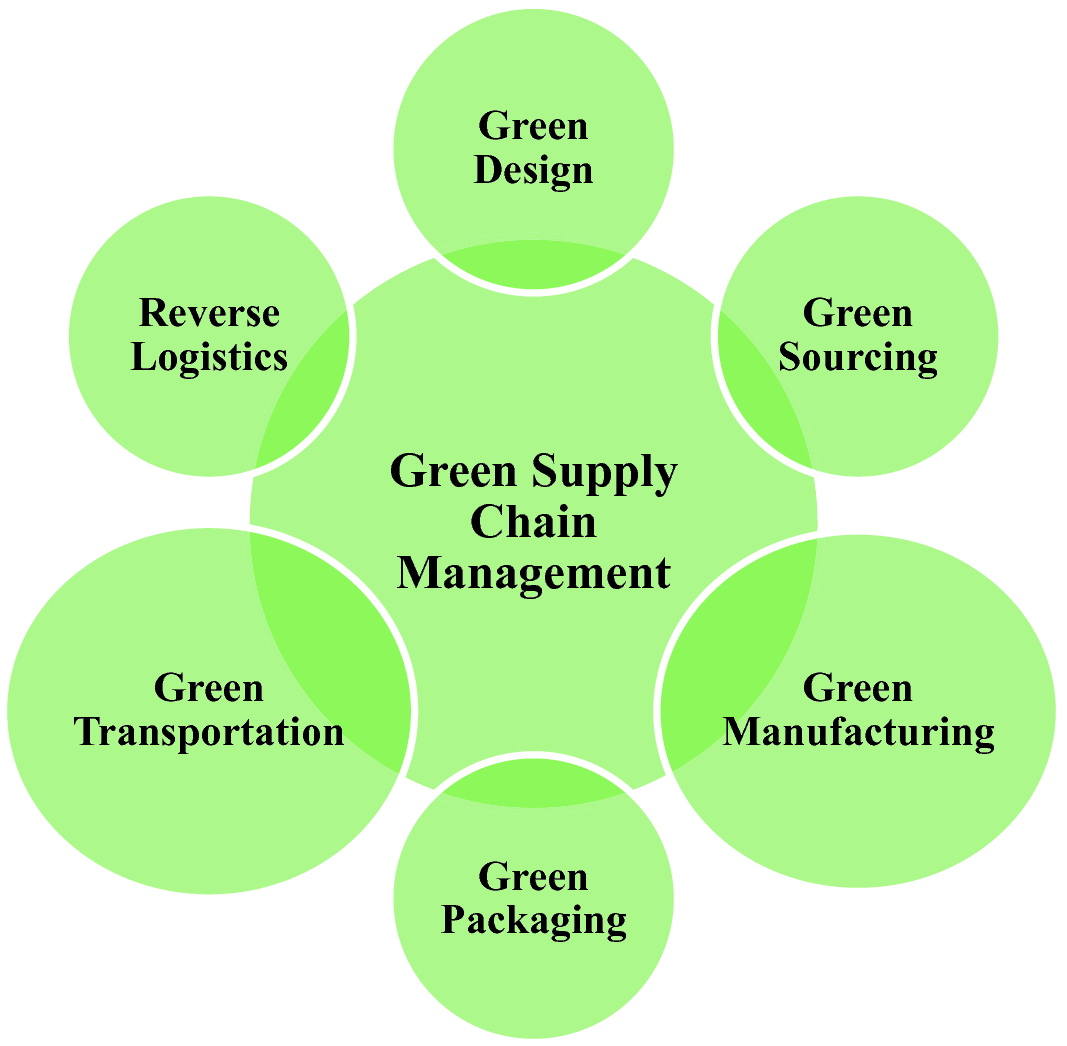 Green
Design
Green
Sourcing
Green
Manufacturing
Green
Packaging
Green
Transportation
Reverse
Logistics
Green Supply
Chain
Management